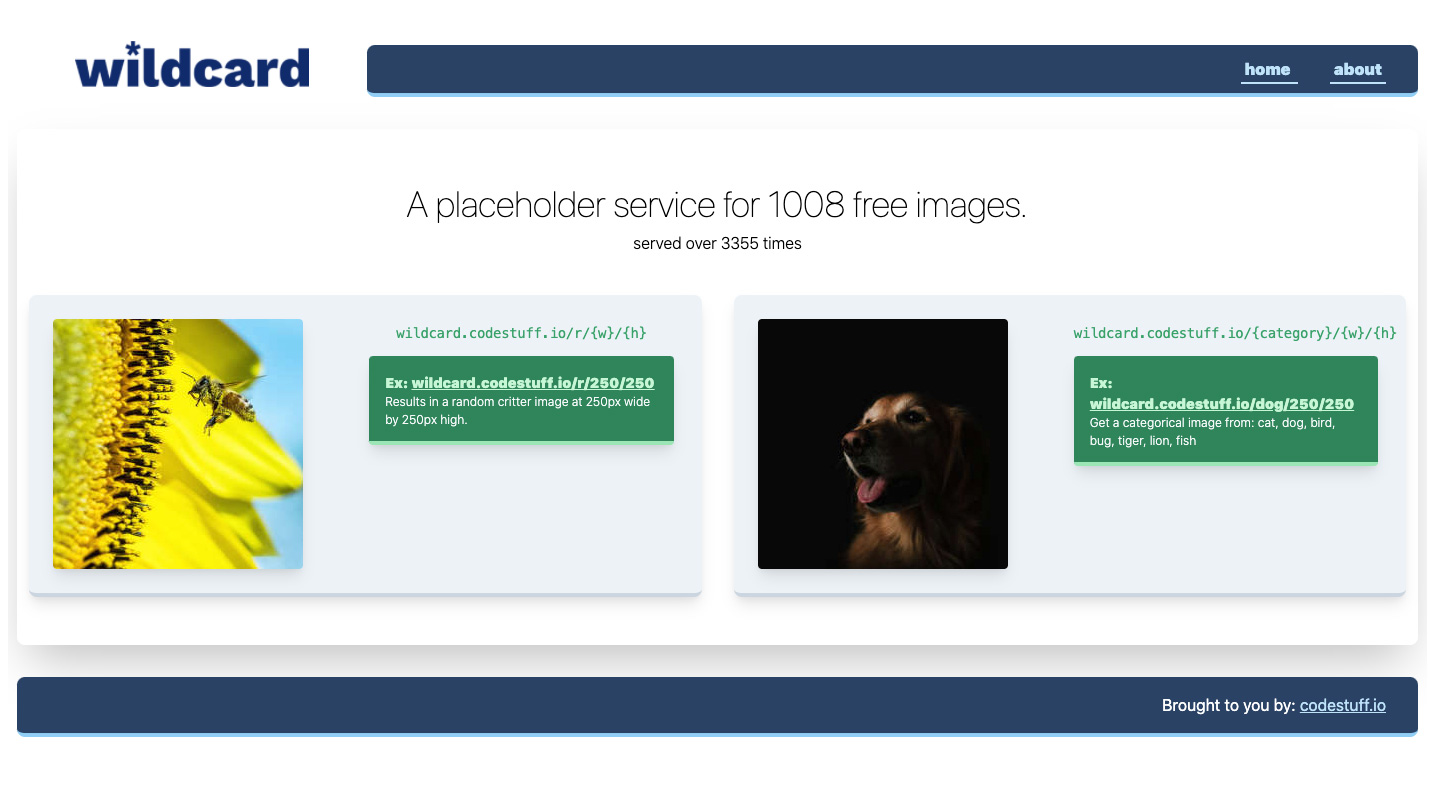 wildcard
home about
A placeholder service for 1008 free images.
served over 3355 times
wildcard.codestuff.io/r/{w}/{h}
Ex: wildcard.codestuff.io/r/250/250
Results in a random critter image at 250px wide
by 250px high.
wildcard.codestuff.io/{category}/{w}/{h}
Ex:
wildcard.codestuff.io/dog/250/250
Get a categorical image from: cat, dog, bird,
bug, tiger, lion, fish
Brought to you by: codestuff.io